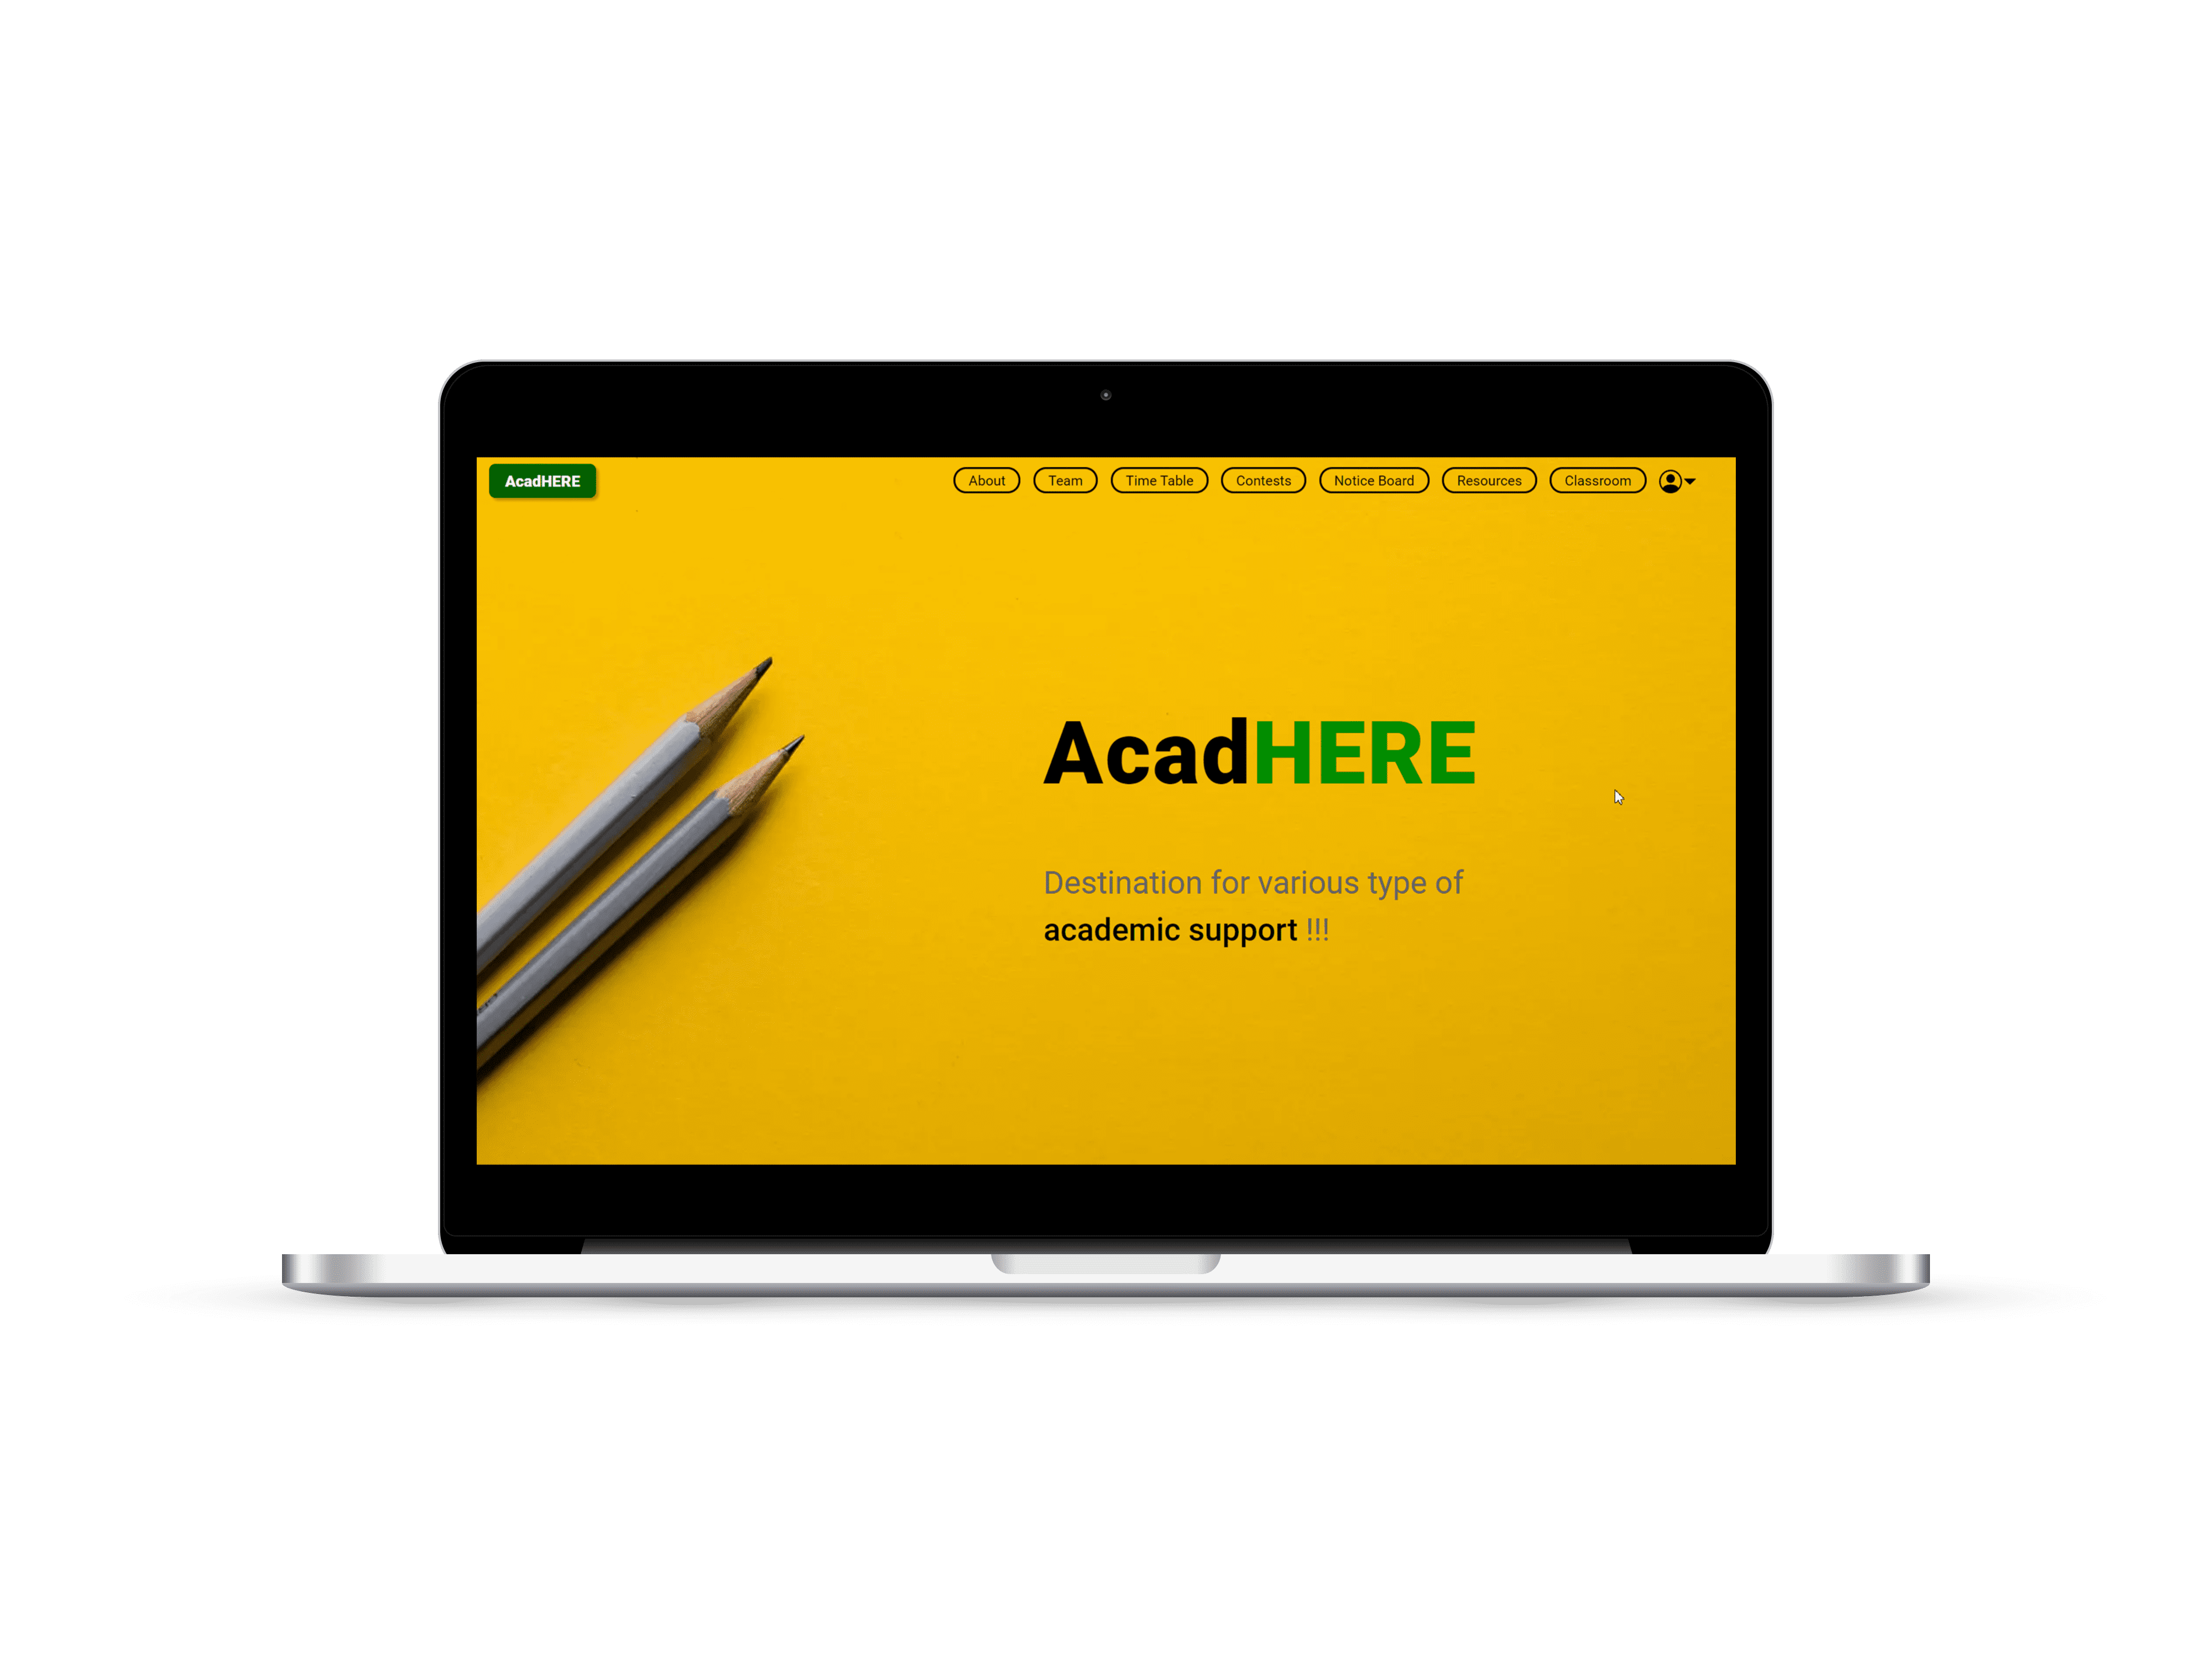 AcadHERE
About
Team
Time Table
Contests
Notice Board
Resources
Classroom
AcadHERE
Destination for various type of
academic support !!!